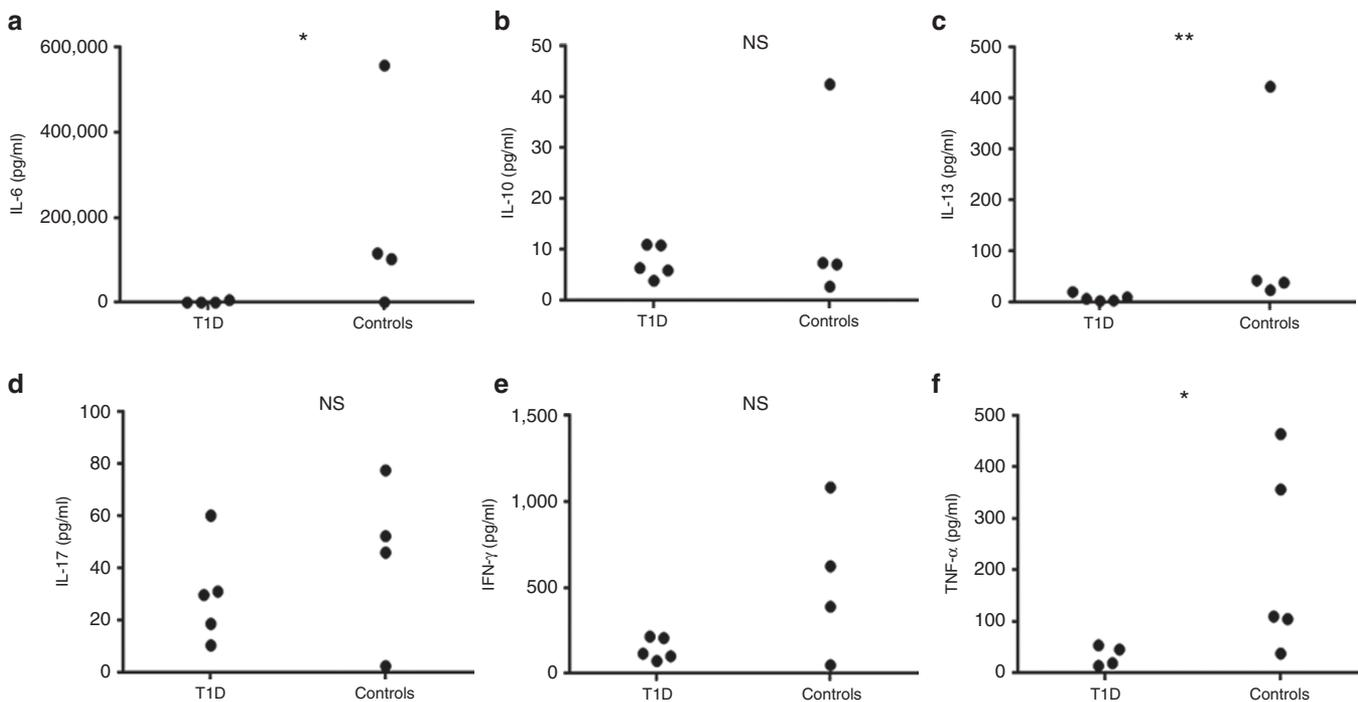 a
*
600,000
400,000
200,000
0
IL-6 (pg/ml)
T1D
Controls
b
NS
50
40
30
20
10
0
IL-10 (pg/ml)
T1D
Controls
c
**
500
400
300
200
100
0
IL-13 (pg/ml)
T1D
Controls
d
NS
100
80
60
40
20
0
IL-17 (pg/ml)
T1D
Controls
e
NS
1,500
1,000
500
0
IFN-γ (pg/ml)
T1D
Controls
f
*
500
400
300
200
100
0
TNF-α (pg/ml)
T1D
Controls